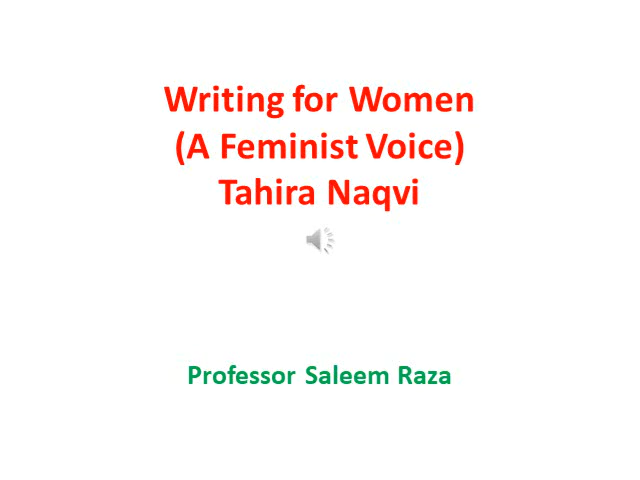 Writing for Women
(A Feminist Voice)
Tahira Naqvi
Professor Saleem Raza